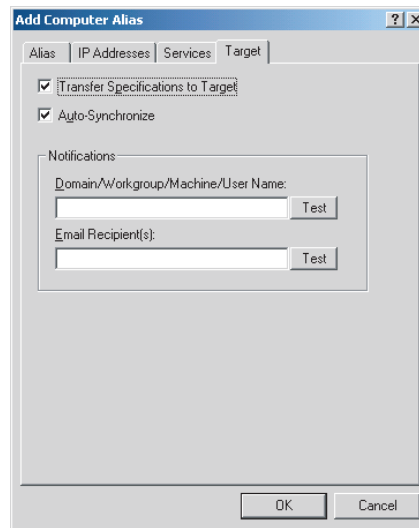 Add Computer Alias
Alias IP Addresses Services Target
Transfer Specifications to Target
Auto-Synchronize
Notifications
Domain/Workgroup/Machine/User Name:
Test
Email Recipient(s):
Test
OK Cancel